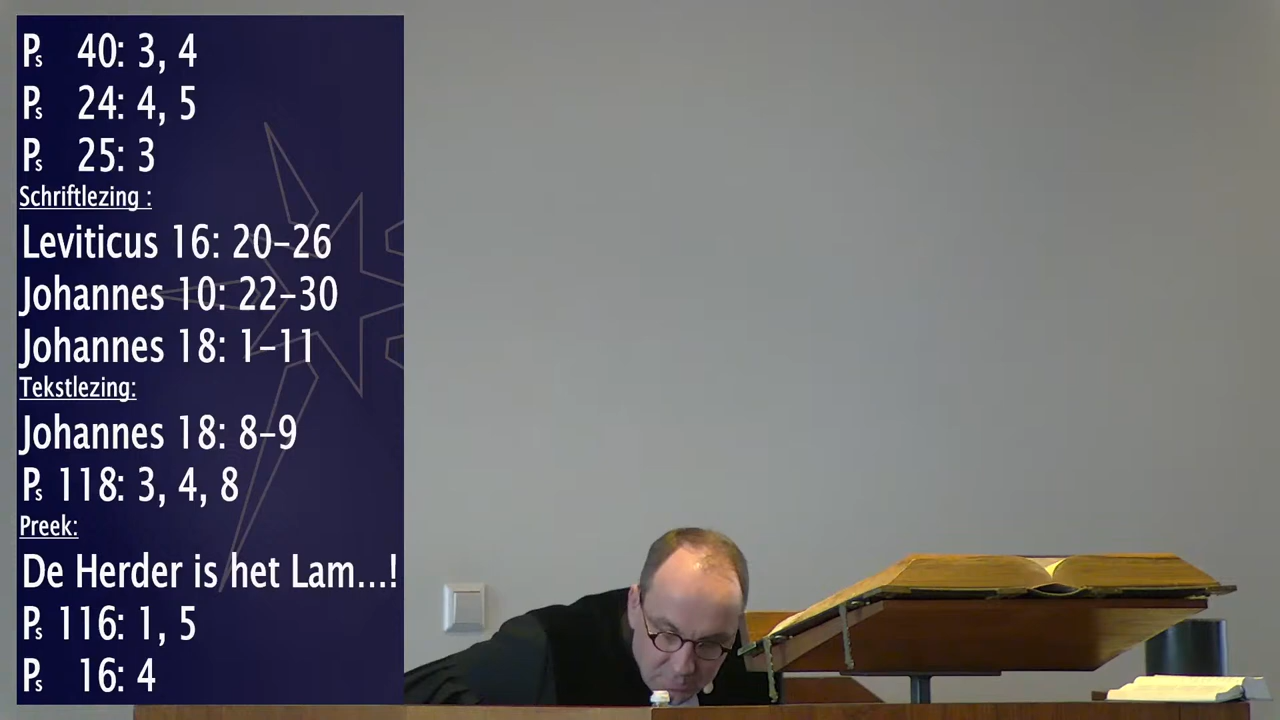 Ps 40: 3, 4
Ps 24: 4, 5
Ps 25: 3
Schriftlezing :
Leviticus 16: 20–26
Johannes 10: 22–30
Johannes 18: 1–11
Tekstlezing:
Johannes 18: 8–9
Ps 118: 3, 4, 8
Preek:
De Herder is het Lam...!
Ps 116: 1, 5
Ps 16: 4